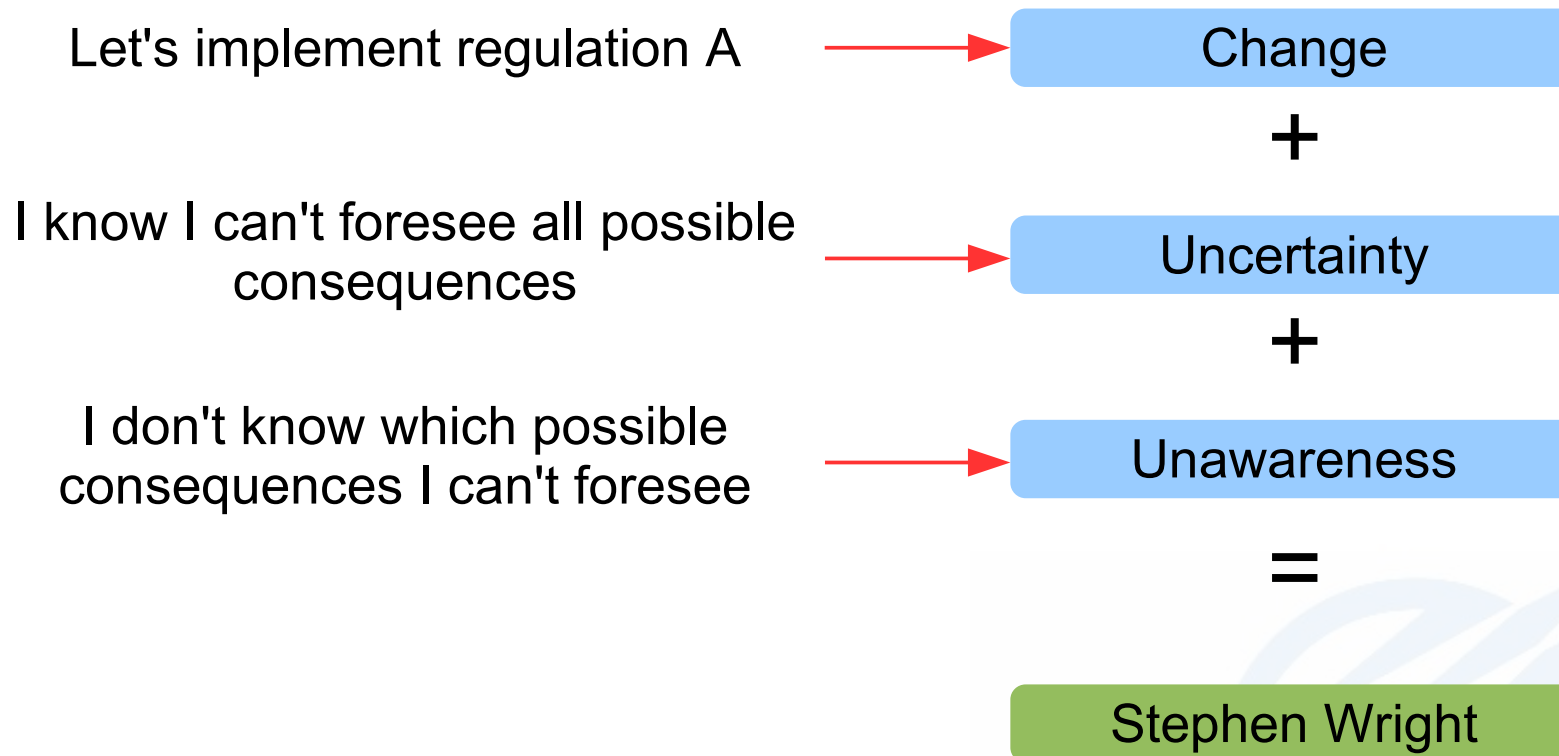 Let's implement regulation A
Change
+
I know I can't foresee all possible
consequences
Uncertainty
+
I don't know which possible
consequences I can't foresee
Unawareness
=
Stephen Wright